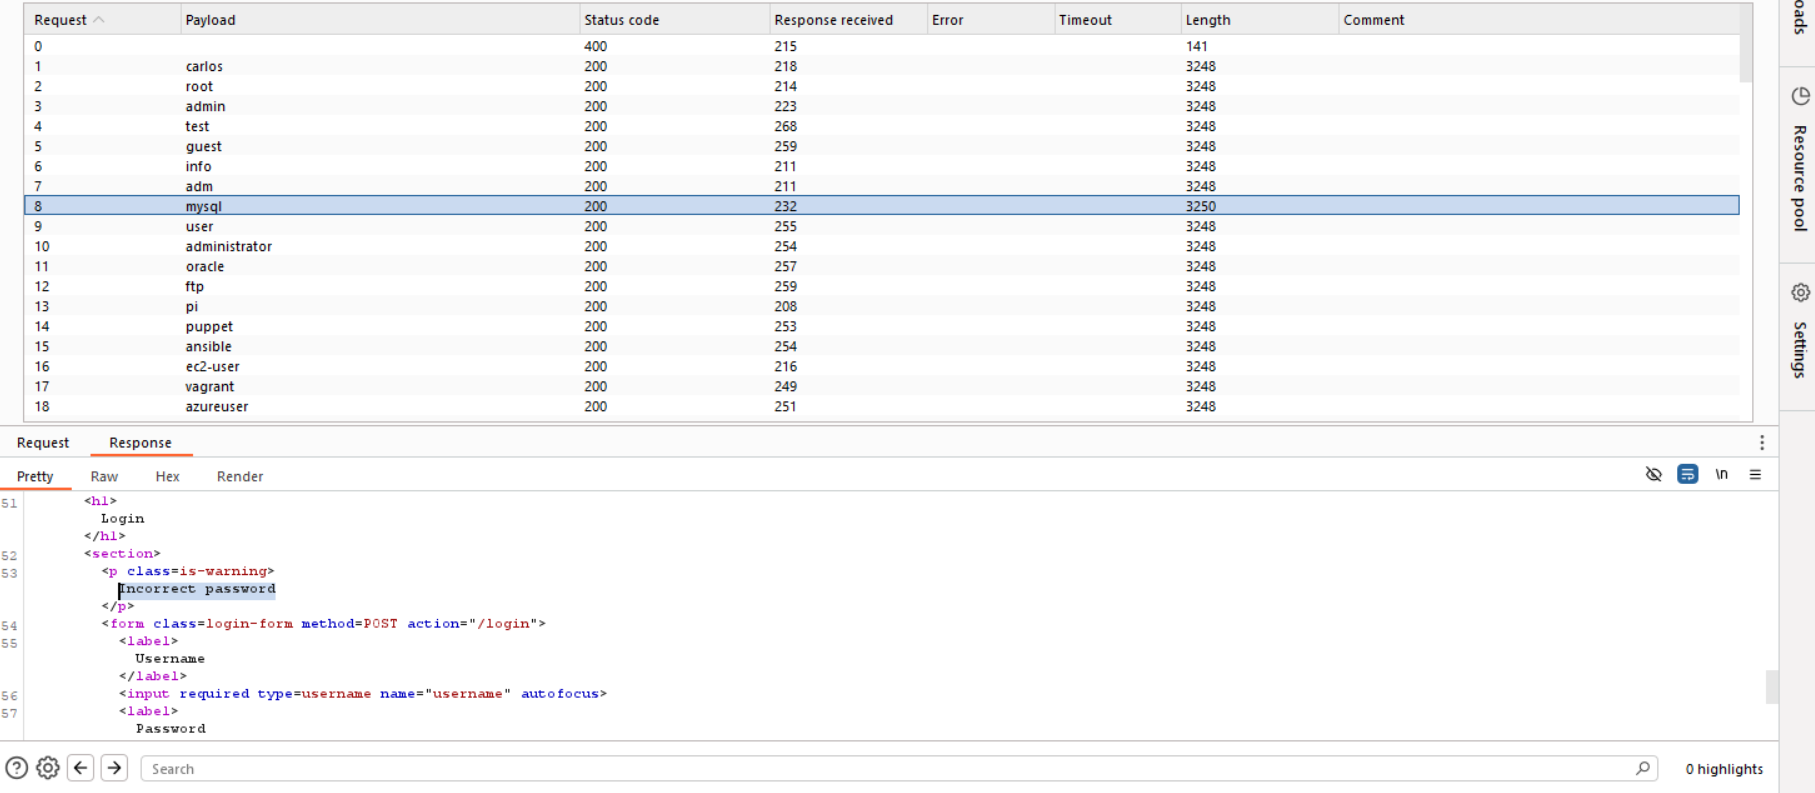 Request Payload Status code Response received Error Timeout Length Comment
0 400 215 141
1 carlos 200 218 3248
2 root 200 214 3248
3 admin 200 223 3248
4 test 200 268 3248
5 guest 200 259 3248
6 info 200 211 3248
7 adm 200 211 3248
8 mysql 200 232 3250
9 user 200 255 3248
10 administrator 200 254 3248
11 oracle 200 257 3248
12 ftp 200 259 3248
13 pi 200 208 3248
14 puppet 200 253 3248
15 ansible 200 254 3248
16 ec2-user 200 216 3248
17 vagrant 200 249 3248
18 azureuser 200 251 3248
oads
Resource pool
Settings
Request Response
Pretty Raw Hex Render \n
51 <h1>
Login
</h1>
52 <section>
53 <p class=is-warning>
Incorrect password
</p>
54 <form class=login-form method=POST action="/login">
55 <label>
Username
</label>
56 <input required type=username name="username" autofocus>
57 <label>
Password
Search
0 highlights